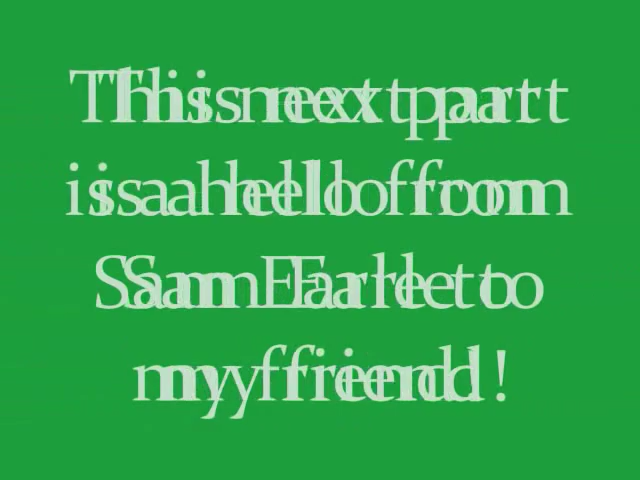 This next part
is a hello from
Sam Earle to
my friend!